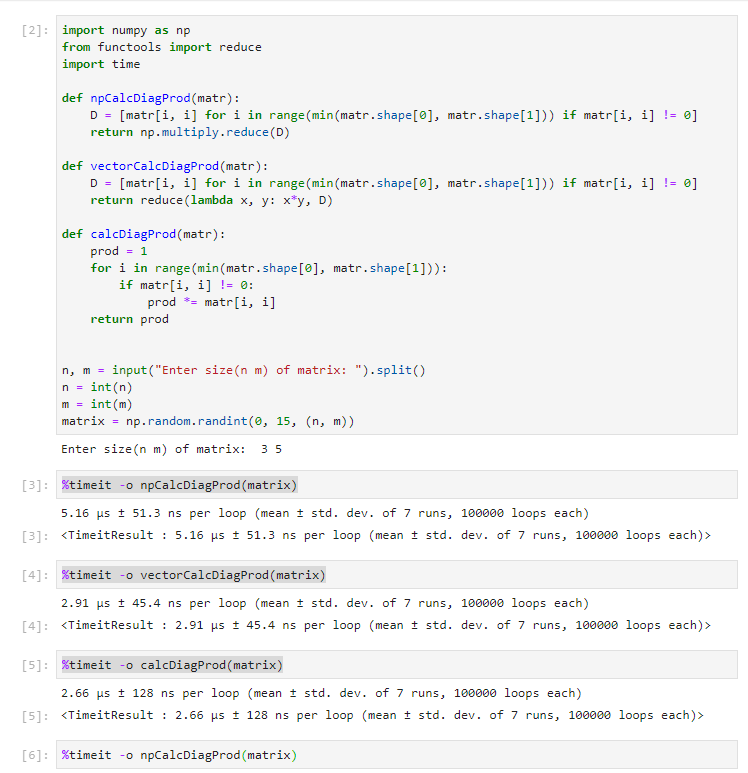 [2]: import numpy as np
from functools import reduce
import time
def npCalcDiagProd(matr):
D = [matr[i, i] for i in range(min(matr.shape[0], matr.shape[1])) if matr[i, i] != 0]
return np.multiply.reduce(D)
def vectorCalcDiagProd(matr):
D = [matr[i, i] for i in range(min(matr.shape[0], matr.shape[1])) if matr[i, i] != 0]
return reduce(lambda x, y: x*y, D)
def calcDiagProd(matr):
prod = 1
for i in range(min(matr.shape[0], matr.shape[1])):
if matr[i, i] != 0:
prod *= matr[i, i]
return prod
n, m = input("Enter size(n m) of matrix: ").split()
n = int(n)
m = int(m)
matrix = np.random.randint(0, 15, (n, m))
Enter size(n m) of matrix:  3 5
[3]: %timeit -o npCalcDiagProd(matrix)
5.16 µs ± 51.3 ns per loop (mean ± std. dev. of 7 runs, 100000 loops each)
[3]: <TimeitResult : 5.16 µs ± 51.3 ns per loop (mean ± std. dev. of 7 runs, 100000 loops each)>
[4]: %timeit -o vectorCalcDiagProd(matrix)
2.91 µs ± 45.4 ns per loop (mean ± std. dev. of 7 runs, 100000 loops each)
[4]: <TimeitResult : 2.91 µs ± 45.4 ns per loop (mean ± std. dev. of 7 runs, 100000 loops each)>
[5]: %timeit -o calcDiagProd(matrix)
2.66 µs ± 128 ns per loop (mean ± std. dev. of 7 runs, 100000 loops each)
[5]: <TimeitResult : 2.66 µs ± 128 ns per loop (mean ± std. dev. of 7 runs, 100000 loops each)>
[6]: %timeit -o npCalcDiagProd(matrix)